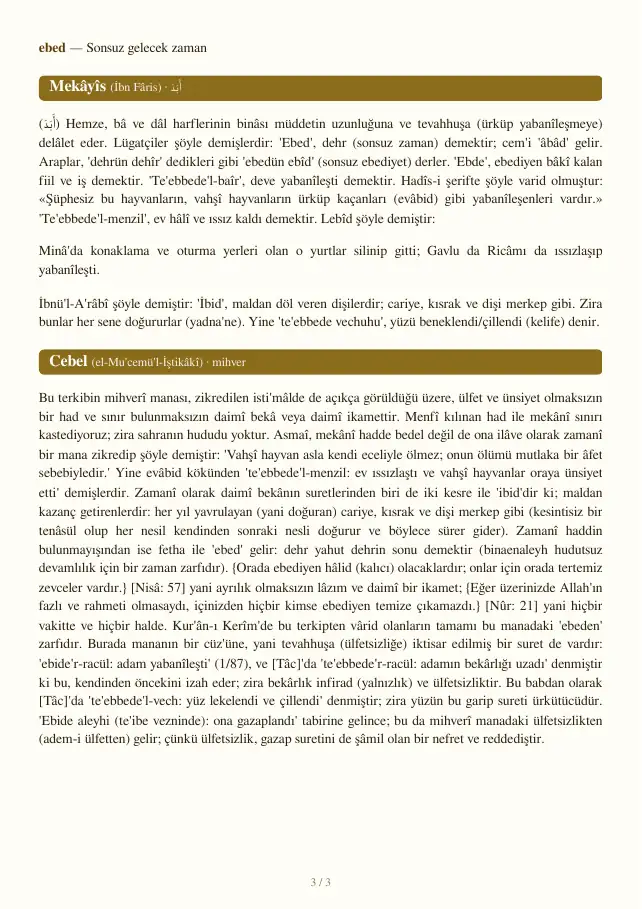 ebed — Sonsuz gelecek zaman
Mekâyîs (İbn Fâris) · أَبَدَ
(أَبَدَ) Hemze, bâ ve dâl harflerinin binâsı müddetin uzunluğuna ve tevahhuşa (ürküp yabanîleşmeye)
delâlet eder. Lügatçiler şöyle demişlerdir: 'Ebed', dehr (sonsuz zaman) demektir; cem'i 'âbâd' gelir.
Araplar, 'dehrün dehîr' dedikleri gibi 'ebedün ebîd' (sonsuz ebediyet) derler. 'Ebde', ebediyen bâkî kalan
fiil ve iş demektir. 'Te'ebbede'l-baîr', deve yabanîleşti demektir. Hadîs-i şerifte şöyle varid olmuştur:
«Şüphesiz bu hayvanların, vahşî hayvanların ürküp kaçanları (evâbid) gibi yabanîleşenleri vardır.»
'Te'ebbede'l-menzil', ev hâlî ve ıssız kaldı demektir. Lebîd şöyle demiştir:
Minâ'da konaklama ve oturma yerleri olan o yurtlar silinip gitti; Gavlu da Ricâmı da ıssızlaşıp
yabanîleşti.
İbnü'l-A'râbî şöyle demiştir: 'İbid', maldan döl veren dişilerdir; cariye, kısrak ve dişi merkep gibi. Zira
bunlar her sene doğururlar (yadna'ne). Yine 'te'ebbede vechuhu', yüzü beneklendi/çillendi (kelife) denir.
Cebel (el-Mu'cemü'l-İştikâkî) · mihver
Bu terkibin mihverî manası, zikredilen isti'mâlde de açıkça görüldüğü üzere, ülfet ve ünsiyet olmaksızın
bir had ve sınır bulunmaksızın daimî bekâ veya daimî ikamettir. Menfî kılınan had ile mekânî sınırı
kastediyoruz; zira sahranın hududu yoktur. Asmaî, mekânî hadde bedel değil de ona ilâve olarak zamanî
bir mana zikredip şöyle demiştir: 'Vahşî hayvan asla kendi eceliyle ölmez; onun ölümü mutlaka bir âfet
sebebiyledir.' Yine evâbid kökünden 'te'ebbede'l-menzil: ev ıssızlaştı ve vahşî hayvanlar oraya ünsiyet
etti' demişlerdir. Zamanî olarak daimî bekânın suretlerinden biri de iki kesre ile 'ibid'dir ki; maldan
kazanç getirenlerdir: her yıl yavrulayan (yani doğuran) cariye, kısrak ve dişi merkep gibi (kesintisiz bir
tenâsül olup her nesil kendinden sonraki nesli doğurur ve böylece sürer gider). Zamanî haddin
bulunmayışından ise fetha ile 'ebed' gelir: dehr yahut dehrin sonu demektir (binaenaleyh hudutsuz
devamlılık için bir zaman zarfıdır). {Orada ebediyen hâlid (kalıcı) olacaklardır; onlar için orada tertemiz
zevceler vardır.} [Nisâ: 57] yani ayrılık olmaksızın lâzım ve daimî bir ikamet; {Eğer üzerinizde Allah'ın
fazlı ve rahmeti olmasaydı, içinizden hiçbir kimse ebediyen temize çıkamazdı.} [Nûr: 21] yani hiçbir
vakitte ve hiçbir halde. Kur'ân-ı Kerîm'de bu terkipten vârid olanların tamamı bu manadaki 'ebeden'
zarfıdır. Burada mananın bir cüz'üne, yani tevahhuşa (ülfetsizliğe) iktisar edilmiş bir suret de vardır:
'ebide'r-racül: adam yabanîleşti' (1/87), ve [Tâc]'da 'te'ebbede'r-racül: adamın bekârlığı uzadı' denmiştir
ki bu, kendinden öncekini izah eder; zira bekârlık infirad (yalnızlık) ve ülfetsizliktir. Bu babdan olarak
[Tâc]'da 'te'ebbede'l-vech: yüz lekelendi ve çillendi' denmiştir; zira yüzün bu garip sureti ürkütücüdür.
'Ebide aleyhi (te'ibe vezninde): ona gazaplandı' tabirine gelince; bu da mihverî manadaki ülfetsizlikten
(adem-i ülfetten) gelir; çünkü ülfetsizlik, gazap suretini de şâmil olan bir nefret ve reddediştir.
3 / 3